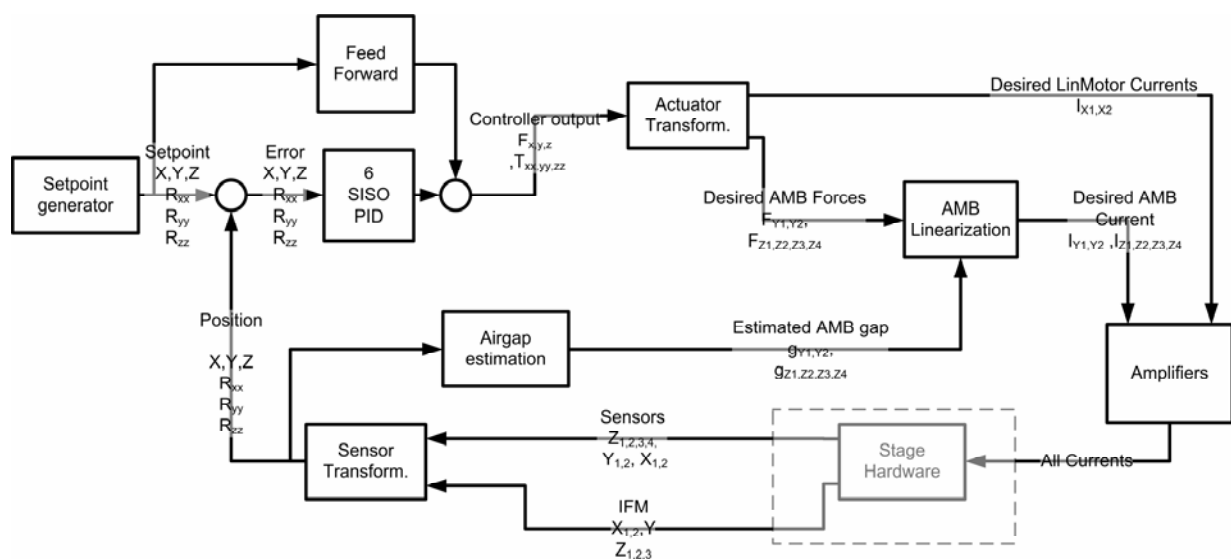 Feed
Forward
Desired LinMotor Currents
I_X1,X2
Actuator
Transform.
Controller output
F_x,y,z
,T_xx,yy,zz
Setpoint
X,Y,Z
R_xx
R_yy
R_zz
Error
X,Y,Z
R_xx
R_yy
R_zz
Setpoint
generator
6
SISO
PID
Desired AMB Forces
F_Y1,Y2,
F_Z1,Z2,Z3,Z4
AMB
Linearization
Desired AMB
Current
I_Y1,Y2 ,I_Z1,Z2,Z3,Z4
Position
X,Y,Z
R_xx
R_yy
R_zz
Airgap
estimation
Estimated AMB gap
g_Y1,Y2,
g_Z1,Z2,Z3,Z4
Amplifiers
Sensors
Z_1,2,3,4,
Y_1,2, X_1,2
Sensor
Transform.
Stage
Hardware
All Currents
IFM
X_1,2,Y
Z_1,2,3